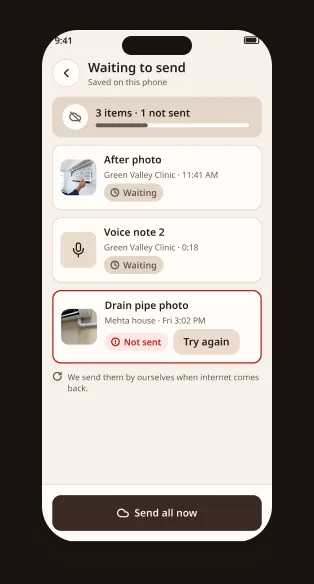 9:41
Waiting to send
Saved on this phone
3 items · 1 not sent
After photo
Green Valley Clinic · 11:41 AM
Waiting
Voice note 2
Green Valley Clinic · 0:18
Waiting
Drain pipe photo
Mehta house · Fri 3:02 PM
Not sent
Try again
We send them by ourselves when internet comes
back.
Send all now